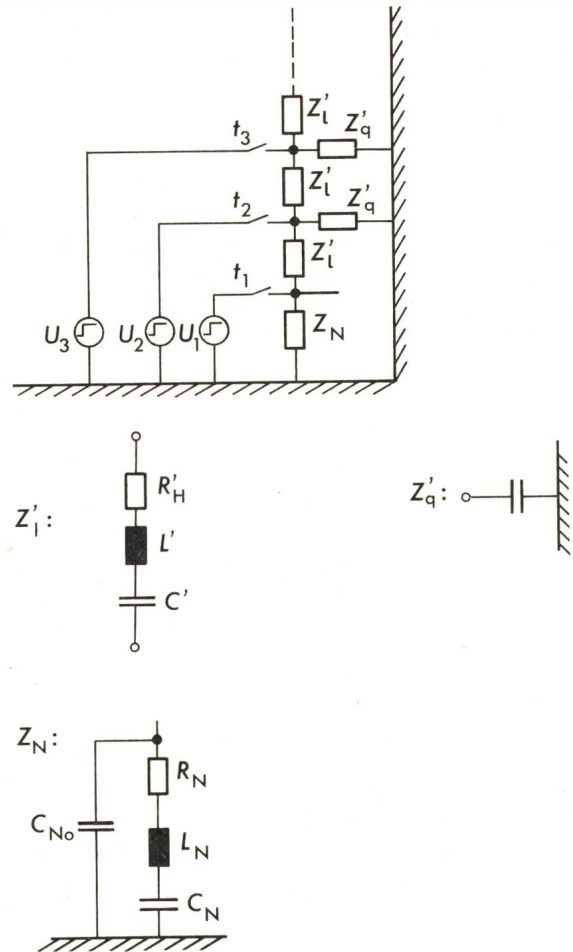 Z'l
t3
Z'q
Z'l
t2
Z'q
Z'l
t1
U3
U2
U1
ZN
Z'l:
R'H
L'
C'
Z'q:
ZN:
RN
CNo
LN
CN